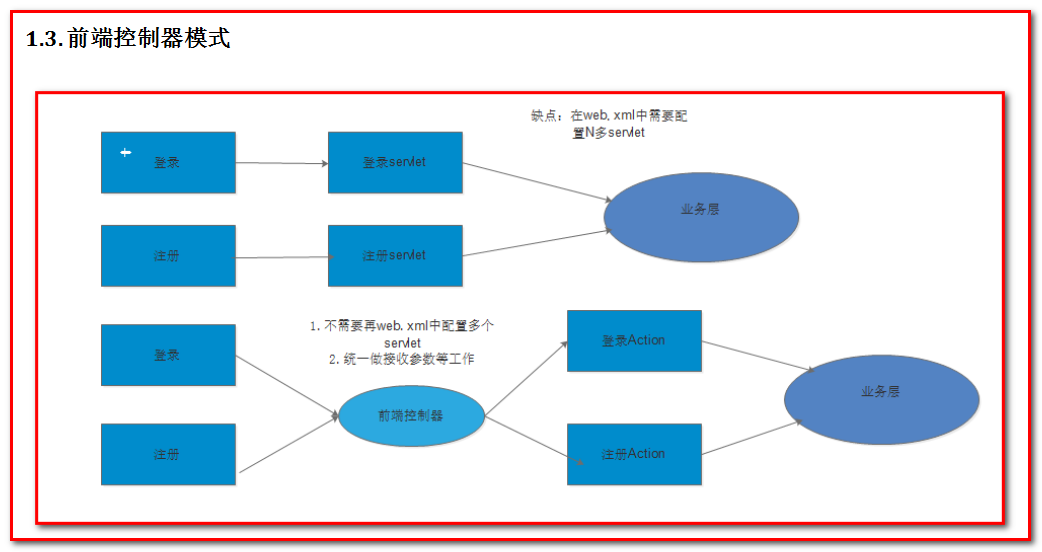 1.3. 前端控制器模式
缺点：在web.xml中需要配
置N多servlet
登录
登录servlet
业务层
注册
注册servlet
1.不需要再web.xml中配置多个
servlet
2.统一做接收参数等工作
登录
登录Action
前端控制器
业务层
注册
注册Action